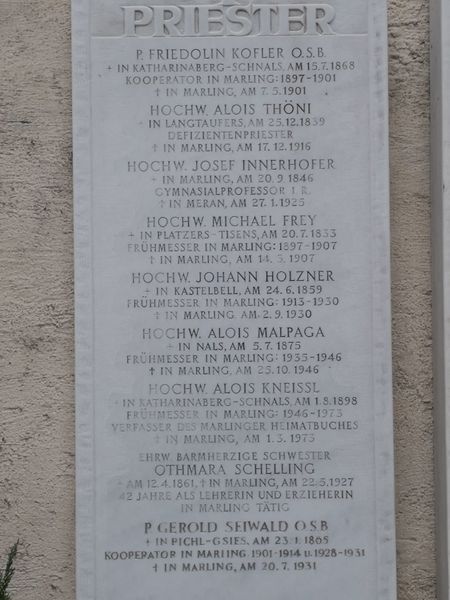 PRIESTER
P. FRIEDOLIN KOFLER O.S.B.
+ IN KATHARINABERG-SCHNALS, AM 15.7.1868
KOOPERATOR IN MARLING: 1897-1901
† IN MARLING, AM 7.5.1901
HOCHW. ALOIS THÖNI
+ IN LANGTAUFERS, AM 25.12.1839
DEFIZIENTENPRIESTER
† IN MARLING, AM 17.12.1916
HOCHW. JOSEF INNERHOFER
+ IN MARLING, AM 20.9.1846
GYMNASIALPROFESSOR I. R.
† IN MERAN, AM 27.1.1925
HOCHW. MICHAEL FREY
+ IN PLATZERS-TISENS, AM 20.7.1833
FRÜHMESSER IN MARLING: 1897-1907
† IN MARLING, AM 14.3.1907
HOCHW. JOHANN HOLZNER
+ IN KASTELBELL, AM 24.6.1859
FRÜHMESSER IN MARLING: 1913-1930
† IN MARLING, AM 2.9.1930
HOCHW. ALOIS MALPAGA
+ IN NALS, AM 5.7.1875
FRÜHMESSER IN MARLING: 1935-1946
† IN MARLING, AM 25.10.1946
HOCHW. ALOIS KNEISSL
+ IN KATHARINABERG-SCHNALS, AM 1.8.1898
FRÜHMESSER IN MARLING: 1946-1973
VERFASSER DES MARLINGER HEIMATBUCHES
† IN MARLING, AM 1.3.1973
EHRW. BARMHERZIGE SCHWESTER
OTHMARA SCHELLING
+ AM 12.4.1861, † IN MARLING, AM 22.5.1927
42 JAHRE ALS LEHRERIN UND ERZIEHERIN
IN MARLING TÄTIG
P. GEROLD SEIWALD O.S.B
+ IN PICHL-GSIES, AM 23.1.1865
KOOPERATOR IN MARLING 1901-1914 u. 1928-1931
† IN MARLING, AM 20.7.1931